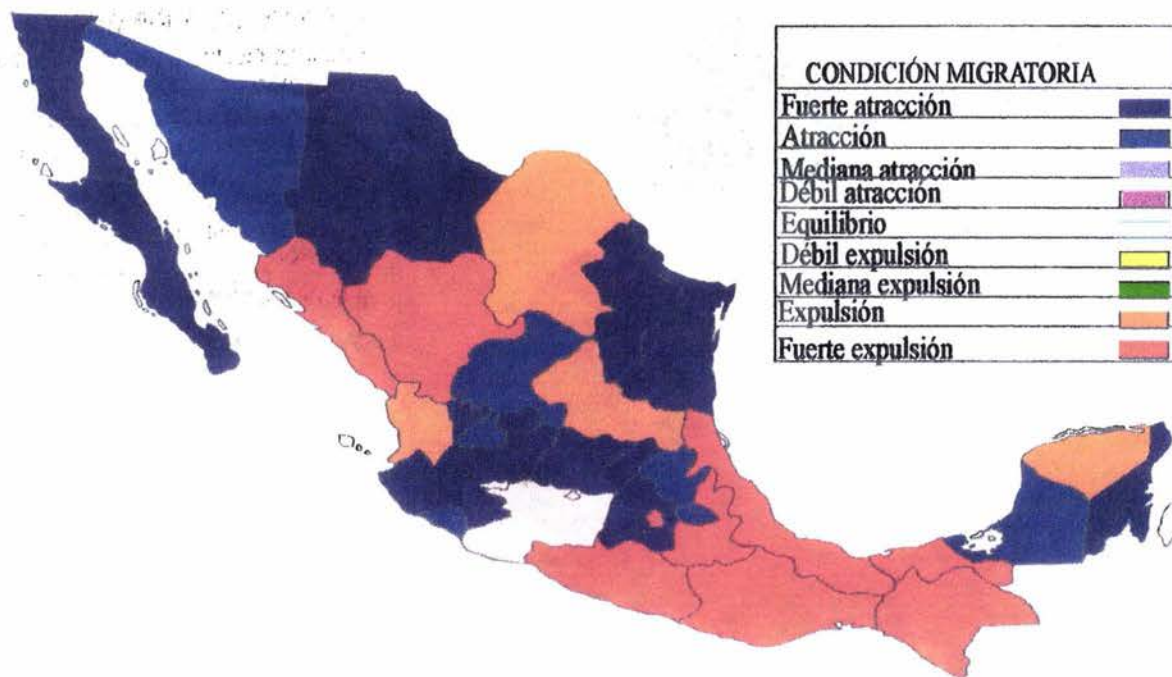 CONDICIÓN MIGRATORIA
Fuerte atracción
Atracción
Mediana atracción
Débil atracción
Equilibrio
Débil expulsión
Mediana expulsión
Expulsión
Fuerte expulsión